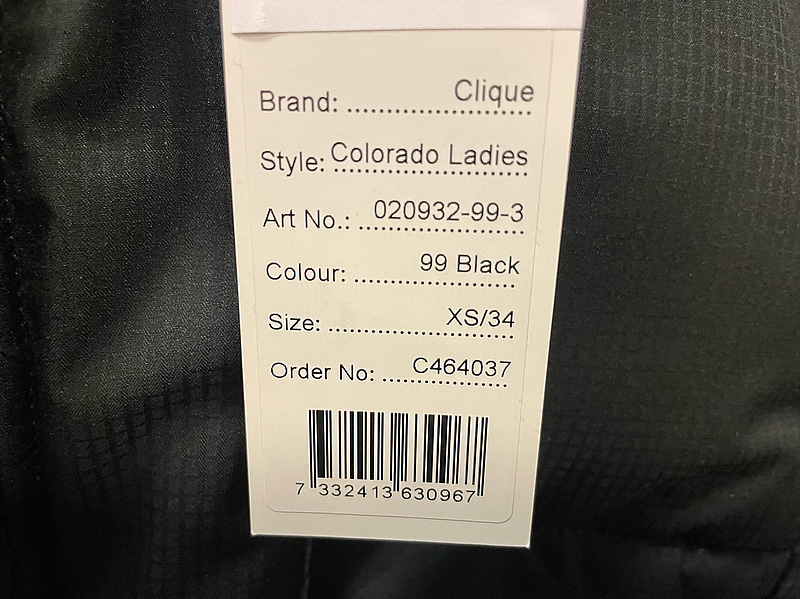 Brand: .................... Clique
Style: Colorado Ladies
Art No.: .................... 020932-99-3
Colour: .................... 99 Black
Size: .................... XS/34
Order No: .................... C464037
7 332413 630967